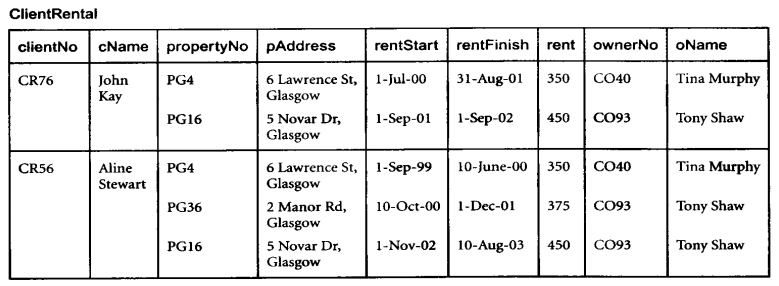 ClientRental
clientNo cName propertyNo pAddress rentStart rentFinish rent ownerNo oName
CR76 John Kay PG4 6 Lawrence St, Glasgow 1-Jul-00 31-Aug-01 350 CO40 Tina Murphy
PG16 5 Novar Dr, Glasgow 1-Sep-01 1-Sep-02 450 CO93 Tony Shaw
CR56 Aline Stewart PG4 6 Lawrence St, Glasgow 1-Sep-99 10-June-00 350 CO40 Tina Murphy
PG36 2 Manor Rd, Glasgow 10-Oct-00 1-Dec-01 375 CO93 Tony Shaw
PG16 5 Novar Dr, Glasgow 1-Nov-02 10-Aug-03 450 CO93 Tony Shaw